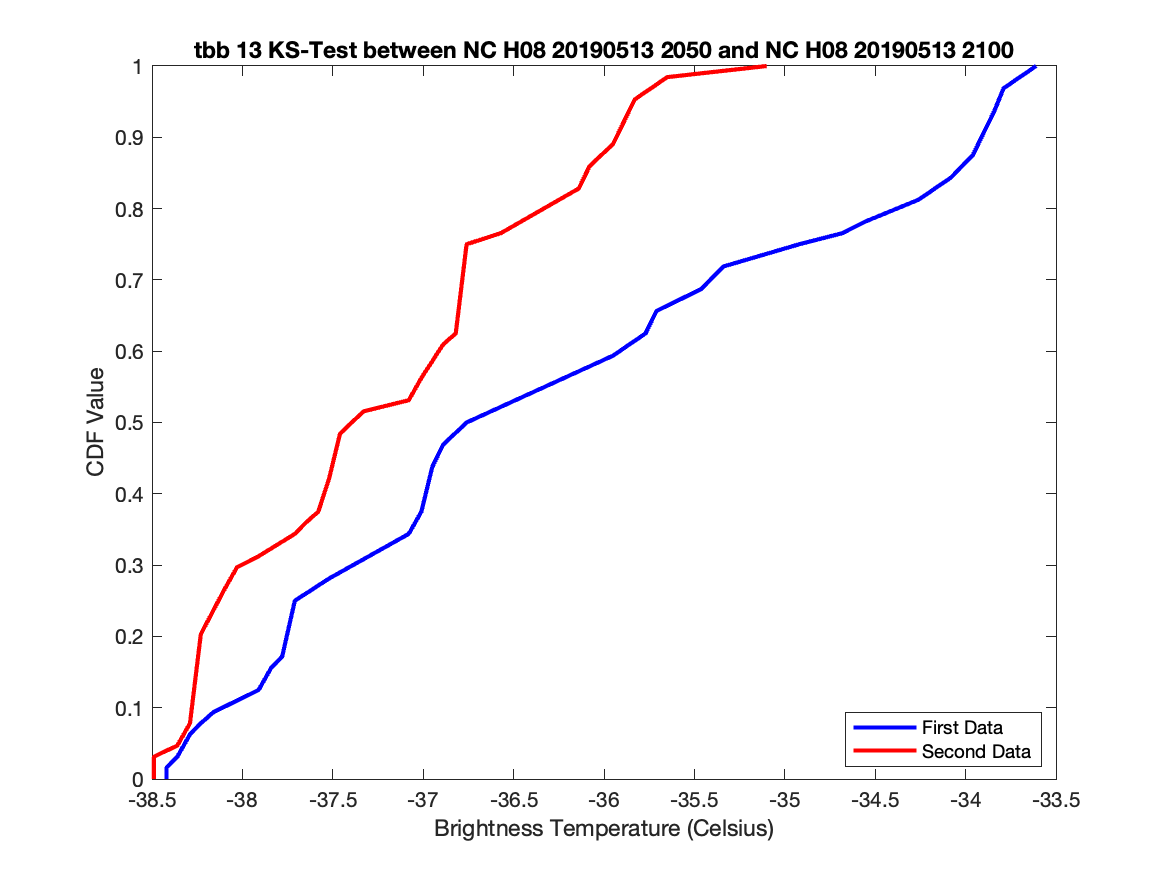 tbb 13 KS-Test between NC H08 20190513 2050 and NC H08 20190513 2100
1
0.9
0.8
0.7
0.6
0.5
0.4
0.3
0.2
0.1
0
CDF Value
First Data
Second Data
-38.5 -38 -37.5 -37 -36.5 -36 -35.5 -35 -34.5 -34 -33.5
Brightness Temperature (Celsius)